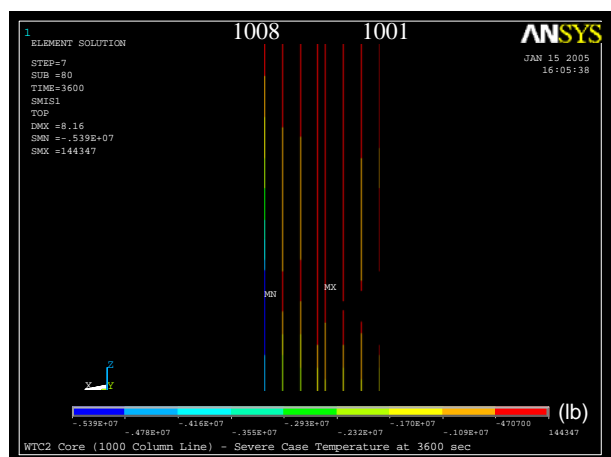 1
1008
1001
ANSYS
ELEMENT SOLUTION
JAN 15 2005
16:05:38
STEP=7
SUB =80
TIME=3600
SMIS1
TOP
DMX =8.16
SMN =-.539E+07
SMX =144347
MN
MX
Z
X
Y
(lb)
-.539E+07
-.478E+07
-.416E+07
-.355E+07
-.293E+07
-.232E+07
-.170E+07
-.109E+07
-470700
144347
WTC2 Core (1000 Column Line) - Severe Case Temperature at 3600 sec